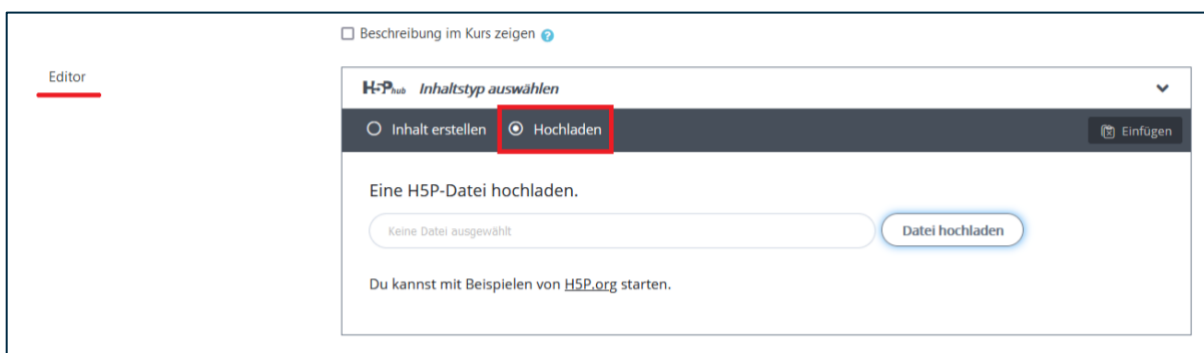 Beschreibung im Kurs zeigen ?
Editor
H5P hub Inhaltstyp auswählen
Inhalt erstellen Hochladen Einfügen
Eine H5P-Datei hochladen.
Keine Datei ausgewählt Datei hochladen
Du kannst mit Beispielen von H5P.org starten.